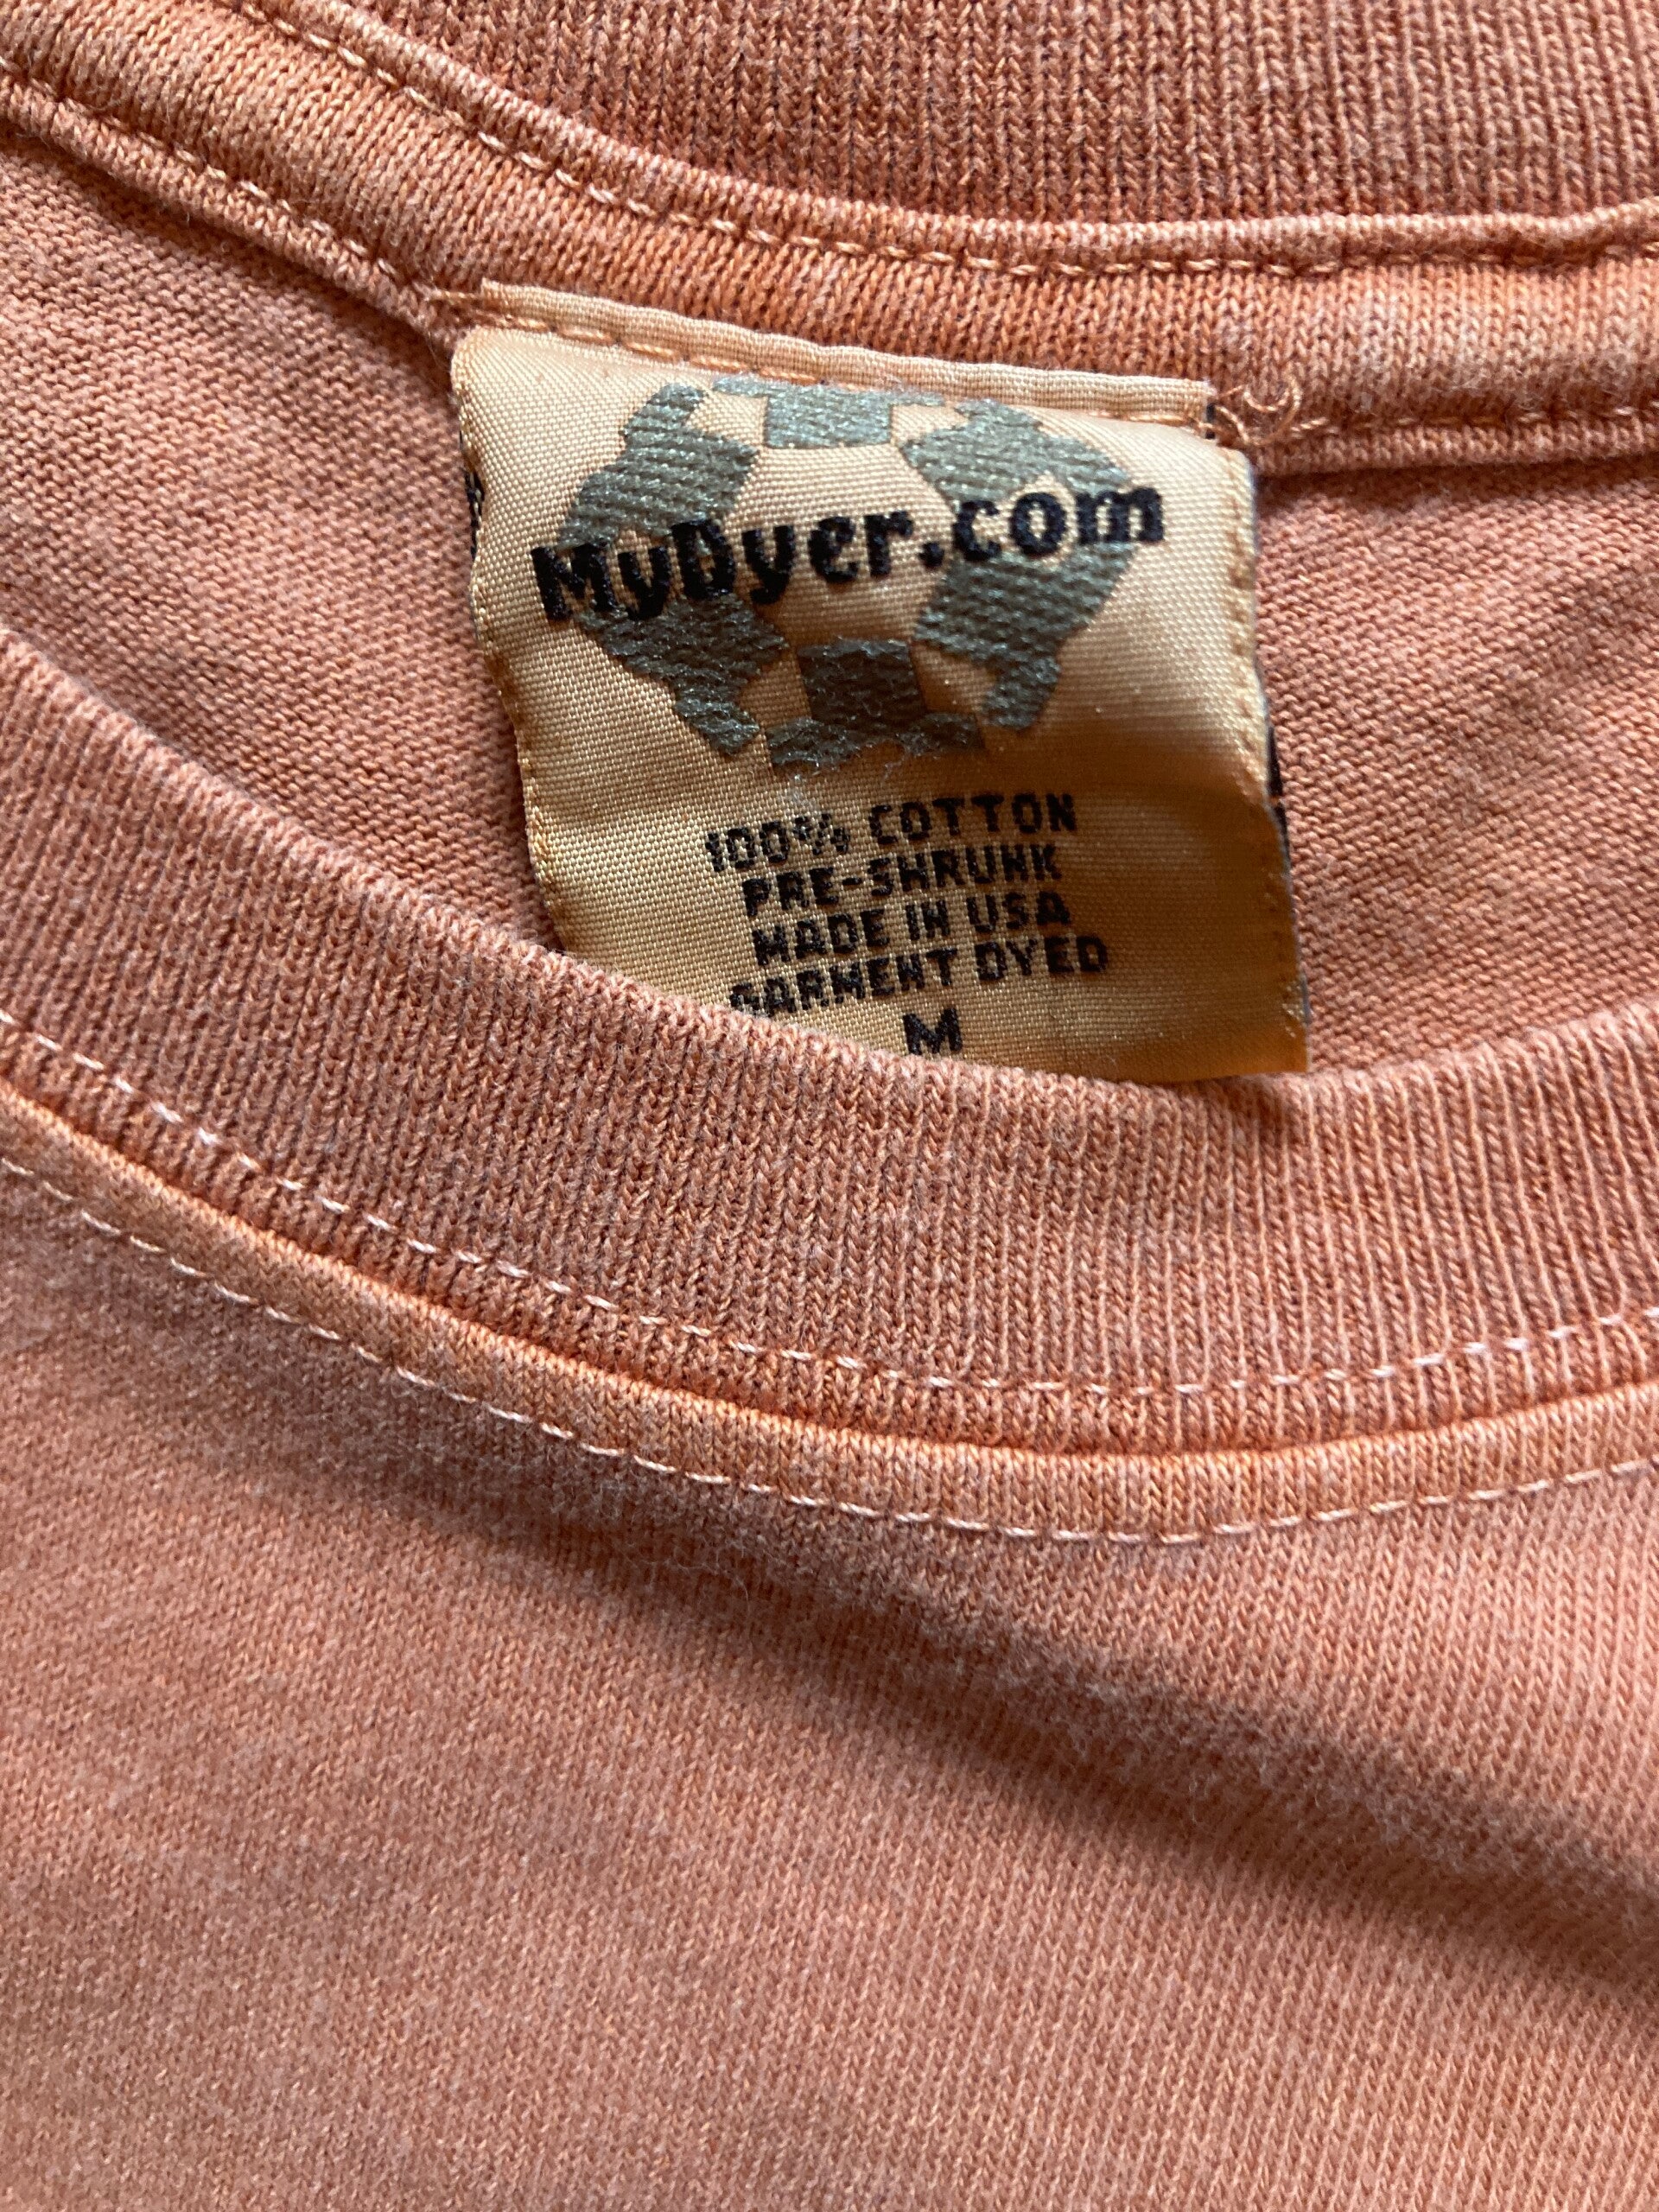 MyDyer.com
100% COTTON
PRE-SHRUNK
MADE IN USA
GARMENT DYED
M